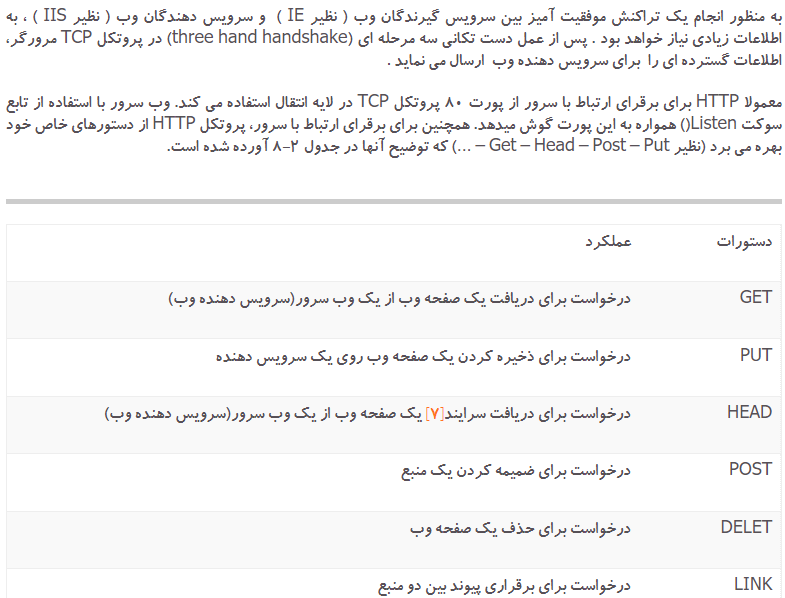 به منظور انجام یک تراکنش موفقیت آمیز بین سرویس گیرندگان وب ( نظیر IE ) و سرویس دهندگان وب ( نظیر IIS ) ، به
اطلاعات زیادی نیاز خواهد بود . پس از عمل دست تکانی سه مرحله ای (three hand handshake) در پروتکل TCP مرورگر،
اطلاعات گسترده ای را برای سرویس دهنده وب ارسال می نماید .
معمولا HTTP برای برقرای ارتباط با سرور از پورت ۸۰ پروتکل TCP در لایه انتقال استفاده می کند. وب سرور با استفاده از تابع
سوکت Listen() همواره به این پورت گوش میدهد. همچنین برای برقرای ارتباط با سرور، پروتکل HTTP از دستورهای خاص خود
بهره می برد (نظیر Get – Head – Post – Put – …) که توضیح آنها در جدول ۲-۸ آورده شده است.
دستورات عملکرد
GET درخواست برای دریافت یک صفحه وب از یک وب سرور(سرویس دهنده وب)
PUT درخواست برای ذخیره کردن یک صفحه وب روی یک سرویس دهنده
HEAD درخواست برای دریافت سرایند[۷] یک صفحه وب از یک وب سرور(سرویس دهنده وب)
POST درخواست برای ضمیمه کردن یک منبع
DELET درخواست برای حذف یک صفحه وب
LINK درخواست برای برقراری پیوند بین دو منبع